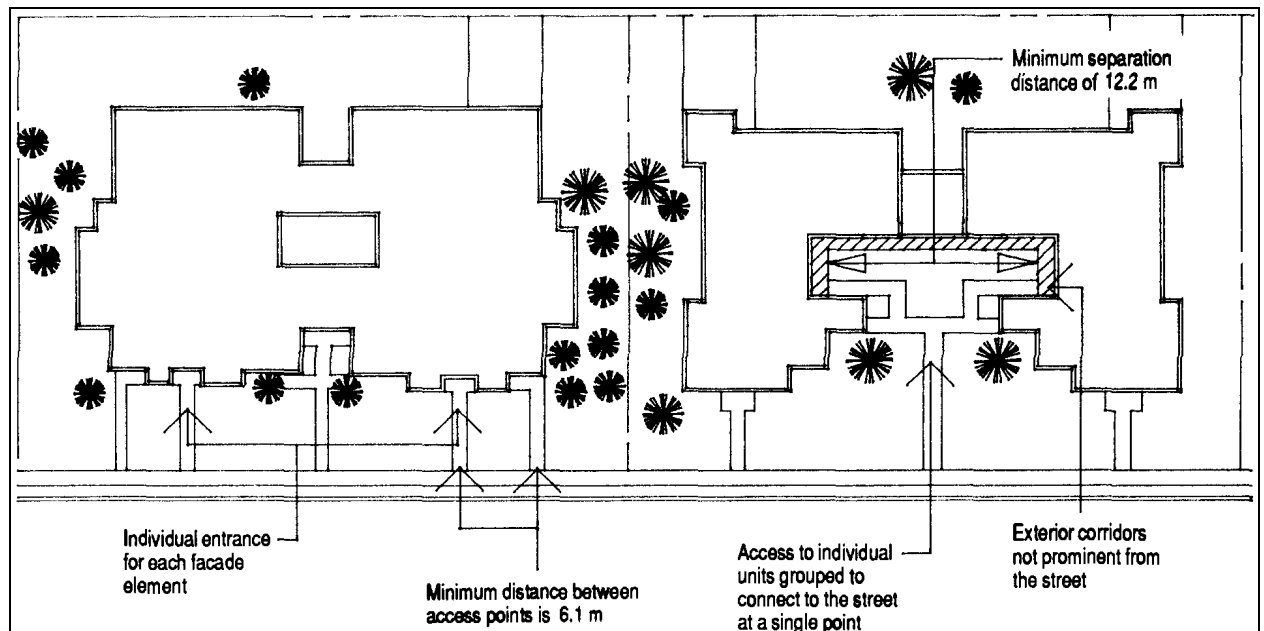 Minimum separation
distance of 12.2 m
Individual entrance
for each facade
element
Minimum distance between
access points is 6.1 m
Access to individual
units grouped to
connect to the street
at a single point
Exterior corridors
not prominent from
the street